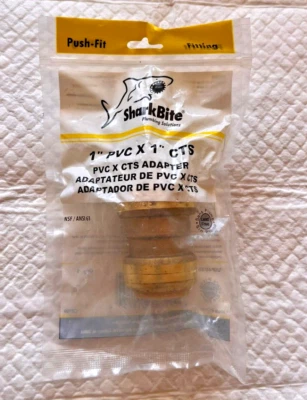 Push-Fit
Fitting
SharkBite®
Plumbing Solutions
1" PVC X 1" CTS
PVC X CTS ADAPTER
ADAPTATEUR DE PVC X CTS
ADAPTADOR DE PVC X CTS
NSF / ANSI 61